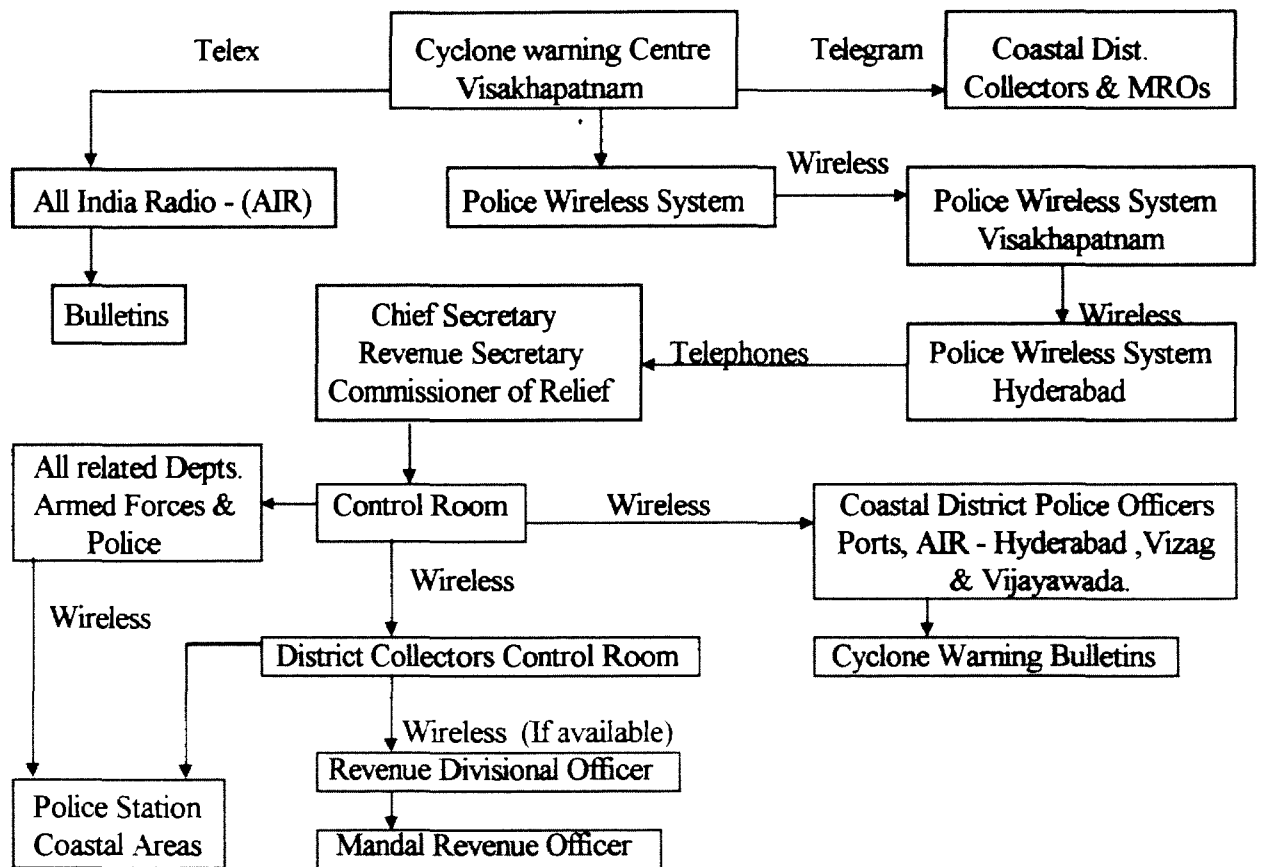 Telex
Cyclone warning Centre
Visakhapatnam
Telegram
Coastal Dist.
Collectors & MROs
All India Radio - (AIR)
Police Wireless System
Wireless
Police Wireless System
Visakhapatnam
Bulletins
Chief Secretary
Revenue Secretary
Commissioner of Relief
Telephones
Wireless
Police Wireless System
Hyderabad
All related Depts.
Armed Forces &
Police
Control Room
Wireless
Coastal District Police Officers
Ports, AIR - Hyderabad ,Vizag
& Vijayawada.
Wireless
Wireless
District Collectors Control Room
Cyclone Warning Bulletins
Wireless (If available)
Revenue Divisional Officer
Police Station
Coastal Areas
Mandal Revenue Officer